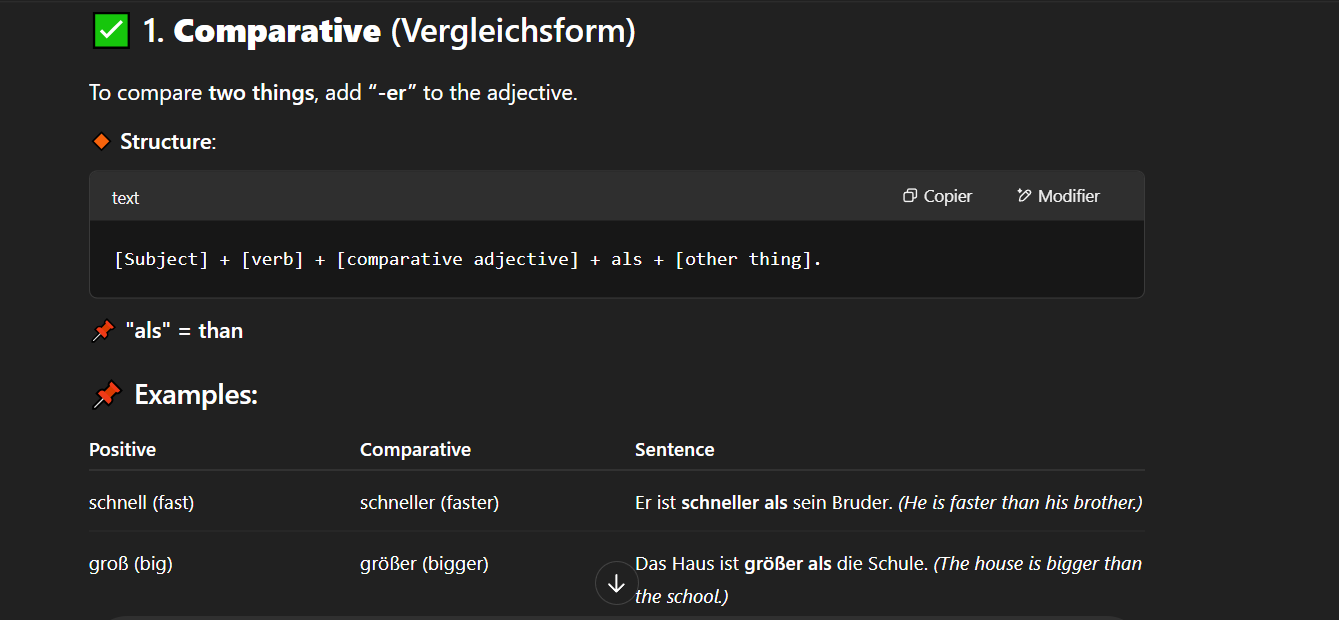 ✅ 1. Comparative (Vergleichsform)
To compare two things, add “-er” to the adjective.
🔸 Structure:
text Copier Modifier
[Subject] + [verb] + [comparative adjective] + als + [other thing].
📌 "als" = than
📌 Examples:
Positive Comparative Sentence
schnell (fast) schneller (faster) Er ist schneller als sein Bruder. (He is faster than his brother.)
groß (big) größer (bigger) Das Haus ist größer als die Schule. (The house is bigger than
the school.)